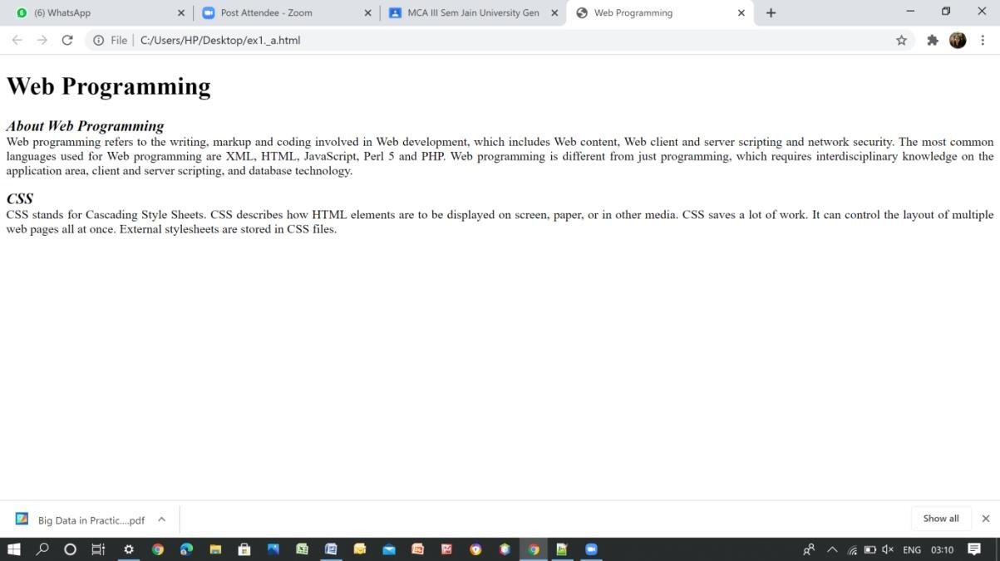 (6) WhatsApp
Post Attendee - Zoom
MCA III Sem Jain University Gen
Web Programming
File
C:/Users/HP/Desktop/ex1._a.html
Web Programming
About Web Programming
Web programming refers to the writing, markup and coding involved in Web development, which includes Web content, Web client and server scripting and network security. The most common
languages used for Web programming are XML, HTML, JavaScript, Perl 5 and PHP. Web programming is different from just programming, which requires interdisciplinary knowledge on the
application area, client and server scripting, and database technology.
CSS
CSS stands for Cascading Style Sheets. CSS describes how HTML elements are to be displayed on screen, paper, or in other media. CSS saves a lot of work. It can control the layout of multiple
web pages all at once. External stylesheets are stored in CSS files.
Big Data in Practic....pdf
Show all
ENG
03:10